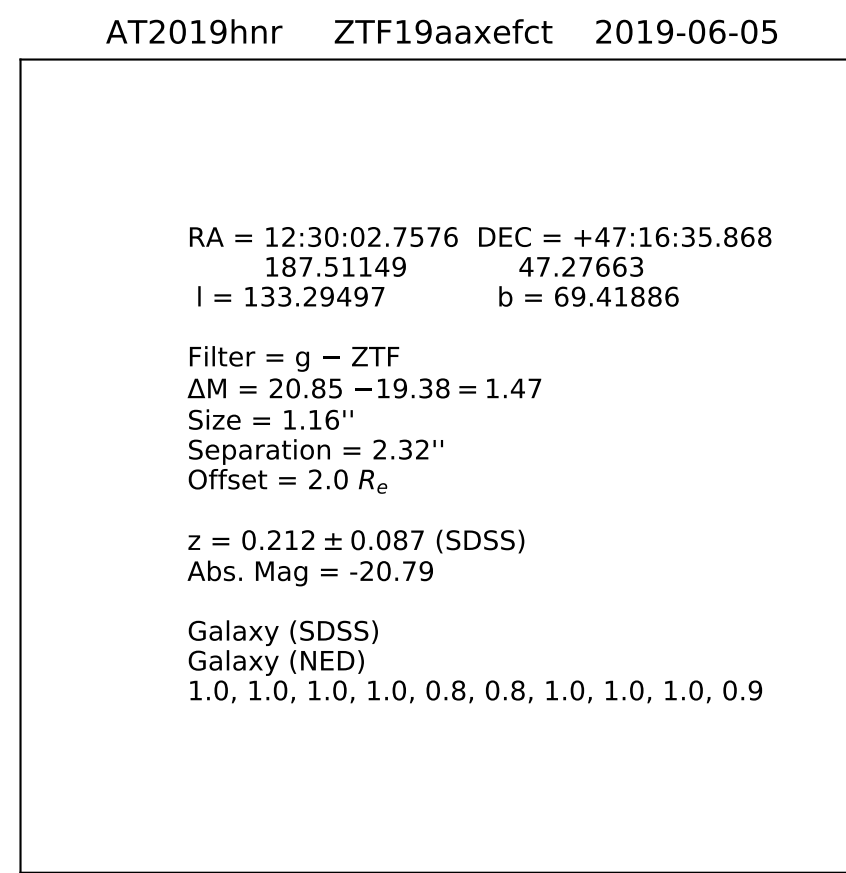 AT2019hnr ZTF19aaxefct 2019-06-05
RA = 12:30:02.7576 DEC = +47:16:35.868
187.51149 47.27663
l = 133.29497 b = 69.41886
Filter = g − ZTF
ΔM = 20.85 −19.38 = 1.47
Size = 1.16''
Separation = 2.32''
Offset = 2.0 Rₑ
z = 0.212 ± 0.087 (SDSS)
Abs. Mag = -20.79
Galaxy (SDSS)
Galaxy (NED)
1.0, 1.0, 1.0, 1.0, 0.8, 0.8, 1.0, 1.0, 1.0, 0.9